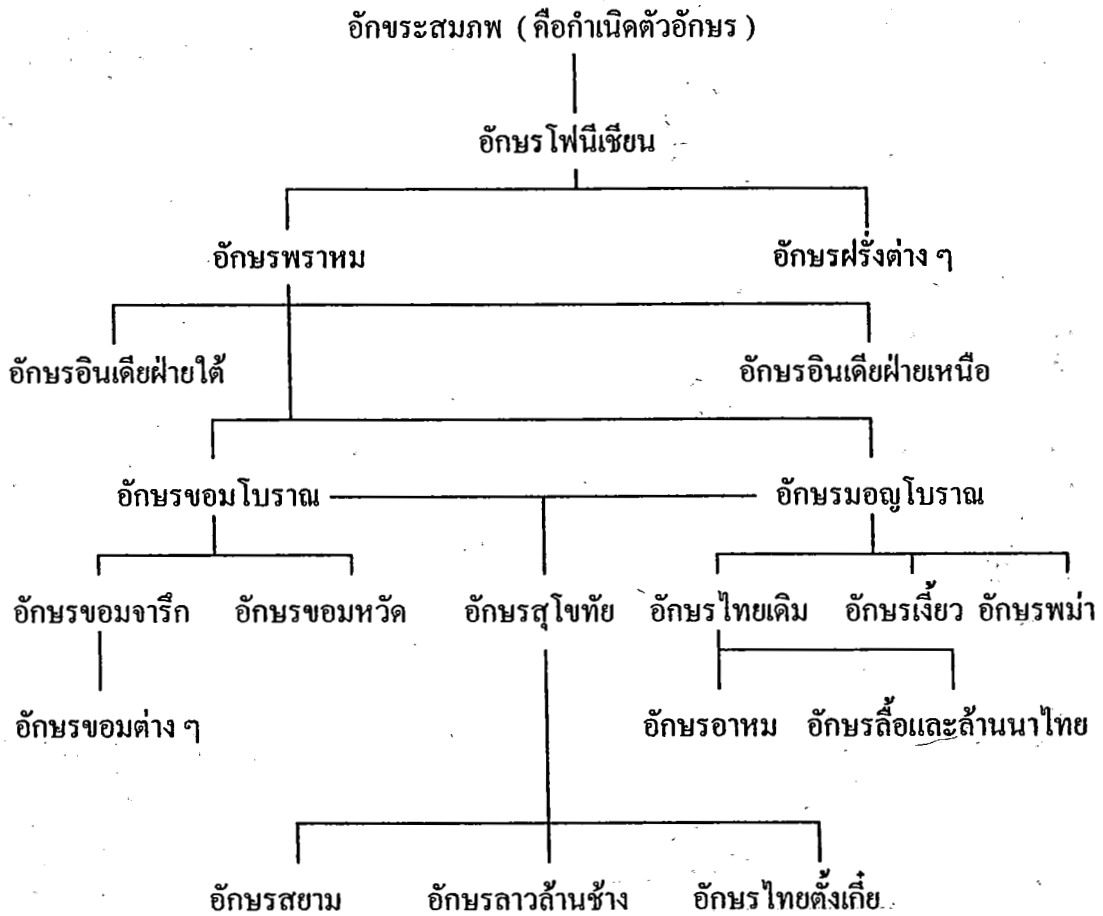 อักขระสมภพ ( คือกำเนิดตัวอักษร )
อักษรโฟนีเชียน
อักษรพราหม อักษรฝรั่งต่าง ๆ
อักษรอินเดียฝ่ายใต้ อักษรอินเดียฝ่ายเหนือ
อักษรขอมโบราณ อักษรมอญโบราณ
อักษรขอมจารึก อักษรขอมหวัด อักษรสุโขทัย อักษรไทยเดิม อักษรเงี้ยว อักษรพม่า
อักษรขอมต่าง ๆ อักษรอาหม อักษรลื้อและล้านนาไทย
อักษรสยาม อักษรลาวล้านช้าง อักษรไทยตั้งเกี๋ย